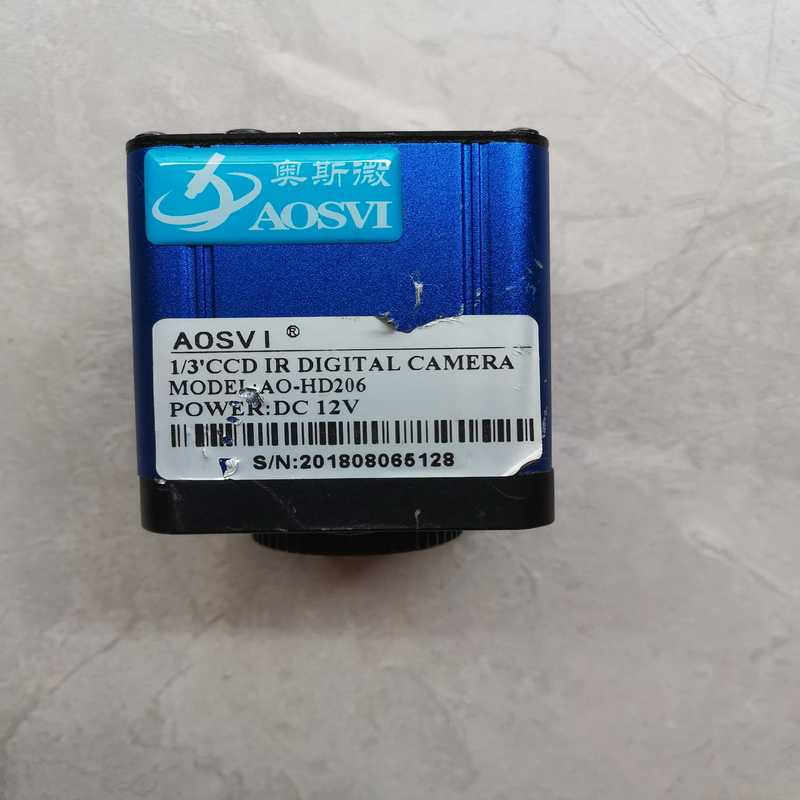 奥斯微
AOSVI
AOSVI ®
1/3'CCD IR DIGITAL CAMERA
MODEL:AO-HD206
POWER:DC 12V
S/N:201808065128